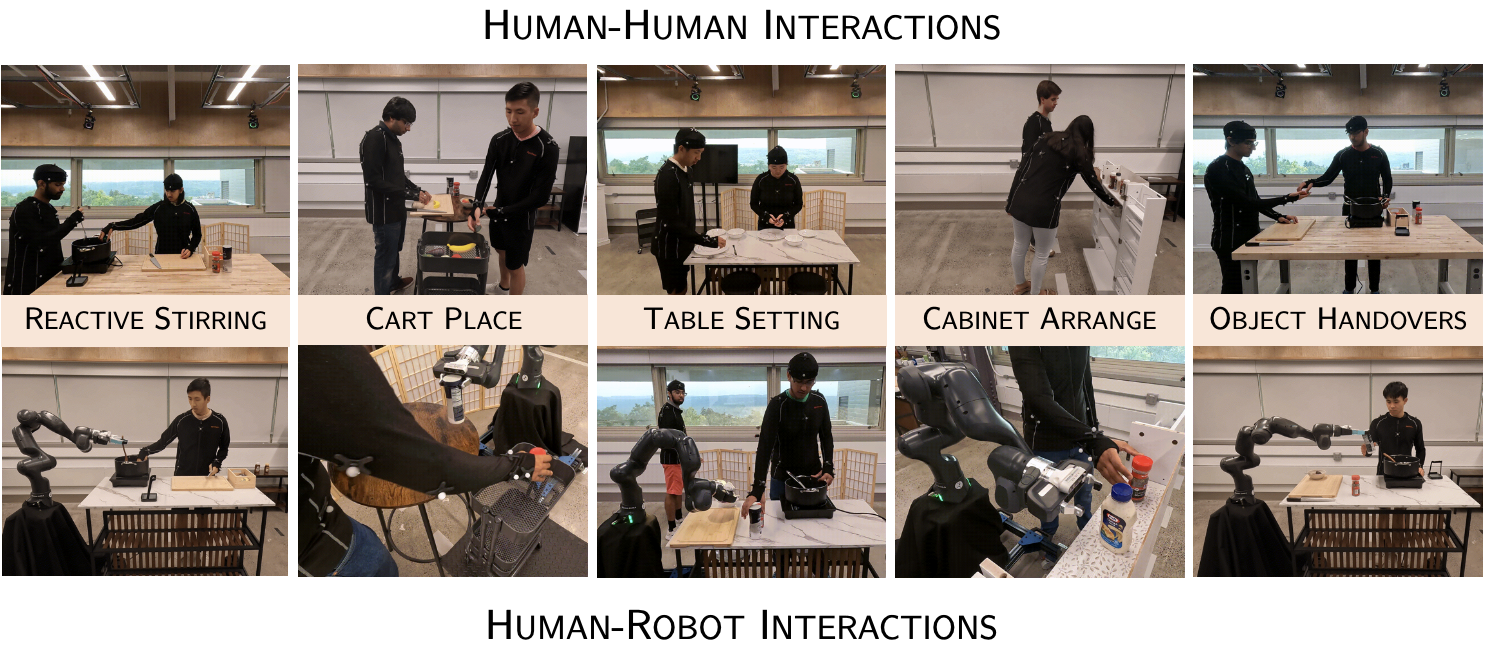 HUMAN-HUMAN INTERACTIONS
REACTIVE STIRRING
CART PLACE
TABLE SETTING
CABINET ARRANGE
OBJECT HANDOVERS
HUMAN-ROBOT INTERACTIONS